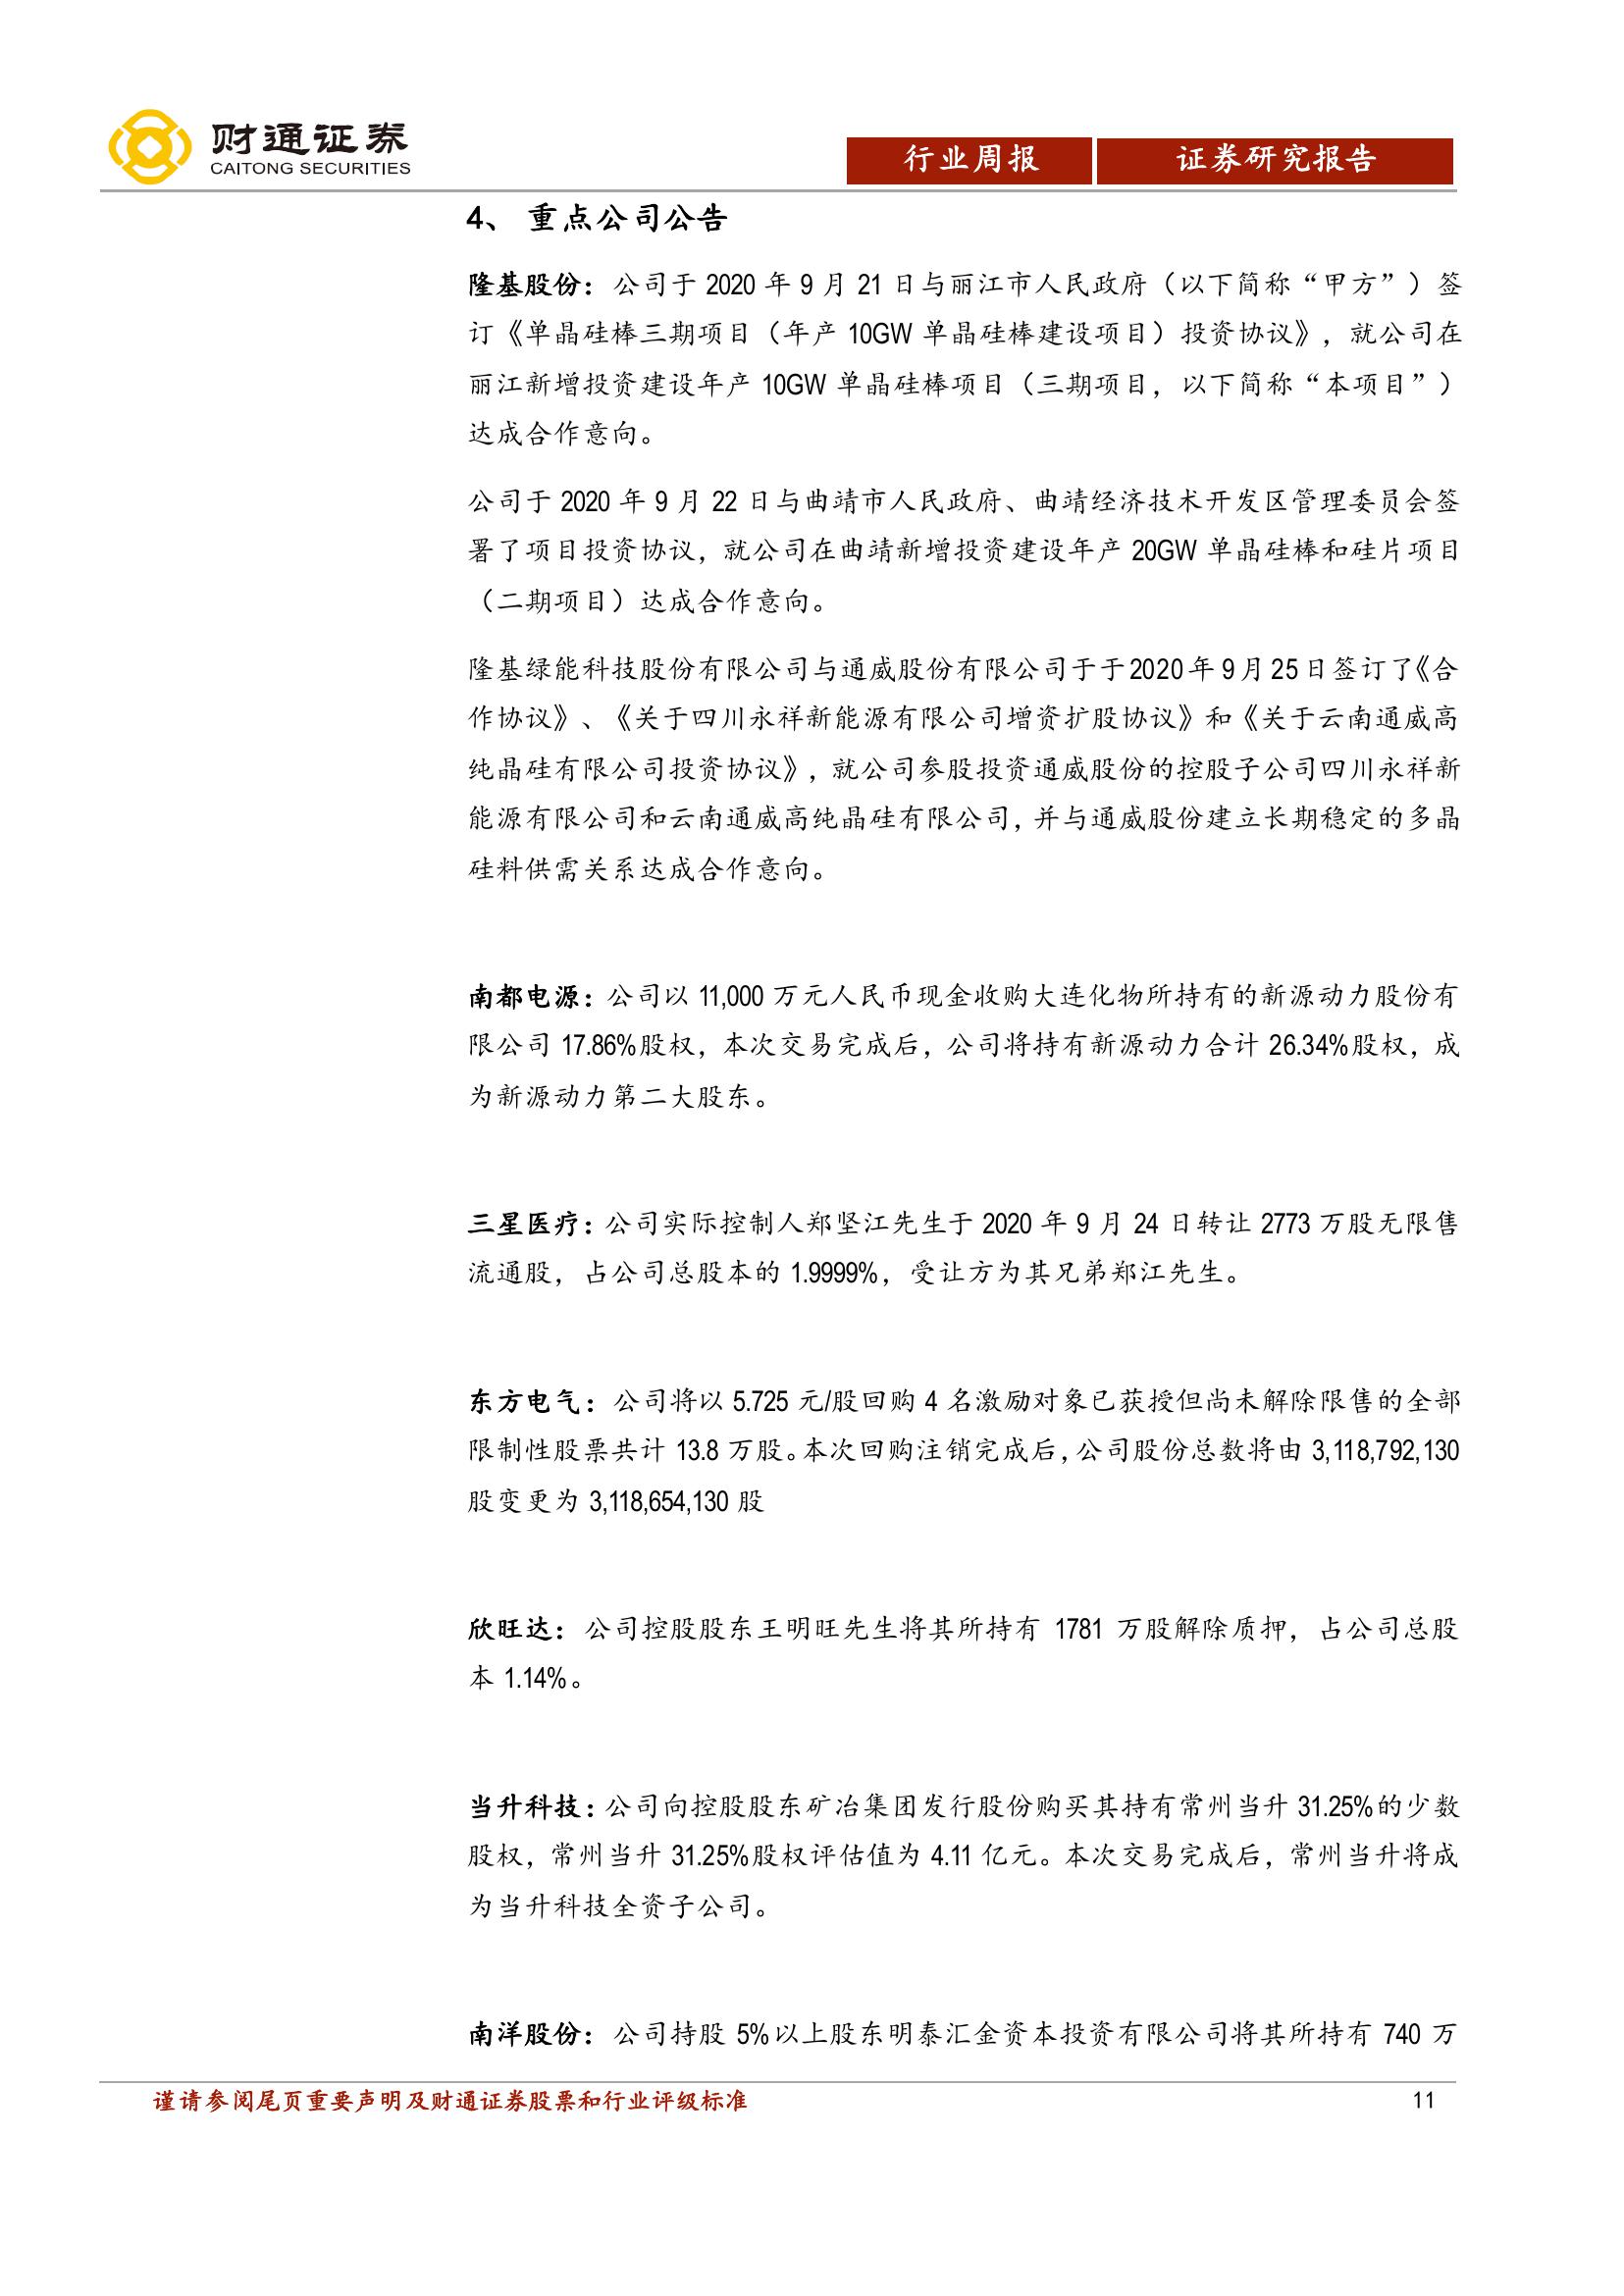 财通证券
CAITONG SECURITIES
行业周报
证券研究报告
4、 重点公司公告
隆基股份：公司于 2020 年 9 月 21 日与丽江市人民政府（以下简称“甲方”）签
订《单晶硅棒三期项目（年产 10GW 单晶硅棒建设项目）投资协议》，就公司在
丽江新增投资建设年产 10GW 单晶硅棒项目（三期项目，以下简称“本项目”）
达成合作意向。
公司于 2020 年 9 月 22 日与曲靖市人民政府、曲靖经济技术开发区管理委员会签
署了项目投资协议，就公司在曲靖新增投资建设年产 20GW 单晶硅棒和硅片项目
（二期项目）达成合作意向。
隆基绿能科技股份有限公司与通威股份有限公司于于2020年9月25日签订了《合
作协议》、《关于四川永祥新能源有限公司增资扩股协议》和《关于云南通威高
纯晶硅有限公司投资协议》，就公司参股投资通威股份的控股子公司四川永祥新
能源有限公司和云南通威高纯晶硅有限公司，并与通威股份建立长期稳定的多晶
硅料供需关系达成合作意向。
南都电源：公司以 11,000 万元人民币现金收购大连化物所持有的新源动力股份有
限公司 17.86%股权，本次交易完成后，公司将持有新源动力合计 26.34%股权，成
为新源动力第二大股东。
三星医疗：公司实际控制人郑坚江先生于 2020 年 9 月 24 日转让 2773 万股无限售
流通股，占公司总股本的 1.9999%，受让方为其兄弟郑江先生。
东方电气：公司将以 5.725 元/股回购 4 名激励对象已获授但尚未解除限售的全部
限制性股票共计 13.8 万股。本次回购注销完成后，公司股份总数将由 3,118,792,130
股变更为 3,118,654,130 股
欣旺达：公司控股股东王明旺先生将其所持有 1781 万股解除质押，占公司总股
本 1.14%。
当升科技：公司向控股股东矿冶集团发行股份购买其持有常州当升 31.25%的少数
股权，常州当升 31.25%股权评估值为 4.11 亿元。本次交易完成后，常州当升将成
为当升科技全资子公司。
南洋股份：公司持股 5%以上股东明泰汇金资本投资有限公司将其所持有 740 万
谨请参阅尾页重要声明及财通证券股票和行业评级标准
11